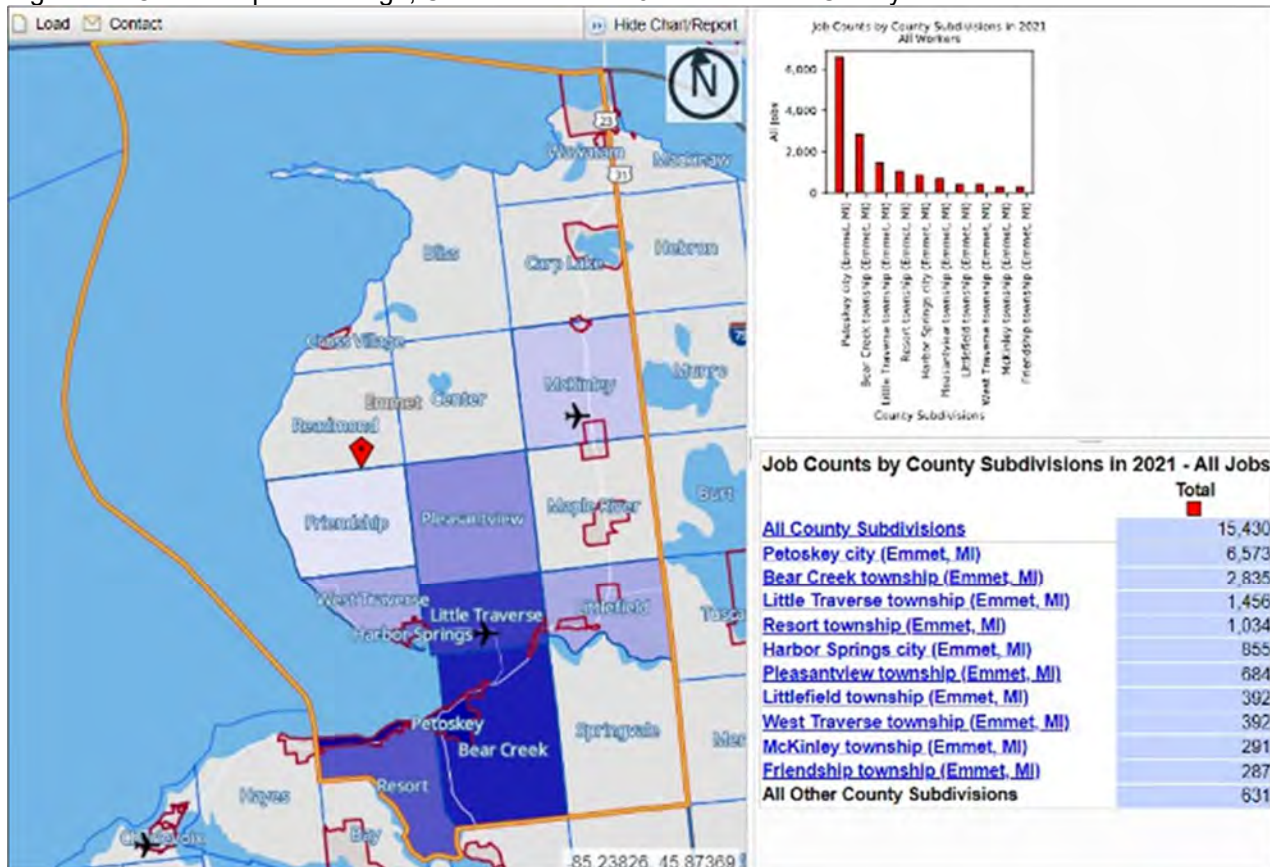 Load Contact Hide Chart/Report
N
23
Wawatam
Mackinaw
31
Bliss
Carp Lake
Hebron
75
Cross Village
McKinley
Munro
Emmet
Center
Readmond
Friendship
Pleasantview
Maple River
Burt
West Traverse
Little Traverse
Littlefield
Tusca
Harbor Springs
Petoskey
Springvale
Bear Creek
Resort
Hayes
Bay
Charlevoix
-85.23826, 45.87369
Job Counts by County Subdivisions in 2021
All Workers
All Jobs
6,000
4,000
2,000
0
Petoskey city (Emmet, MI)
Bear Creek township (Emmet, MI)
Little Traverse township (Emmet, MI)
Resort township (Emmet, MI)
Harbor Springs city (Emmet, MI)
Pleasantview township (Emmet, MI)
Littlefield township (Emmet, MI)
West Traverse township (Emmet, MI)
McKinley township (Emmet, MI)
Friendship township (Emmet, MI)
County Subdivisions
Job Counts by County Subdivisions in 2021 - All Jobs
Total
All County Subdivisions 15,430
Petoskey city (Emmet, MI) 6,573
Bear Creek township (Emmet, MI) 2,835
Little Traverse township (Emmet, MI) 1,456
Resort township (Emmet, MI) 1,034
Harbor Springs city (Emmet, MI) 855
Pleasantview township (Emmet, MI) 684
Littlefield township (Emmet, MI) 392
West Traverse township (Emmet, MI) 392
McKinley township (Emmet, MI) 291
Friendship township (Emmet, MI) 287
All Other County Subdivisions 631